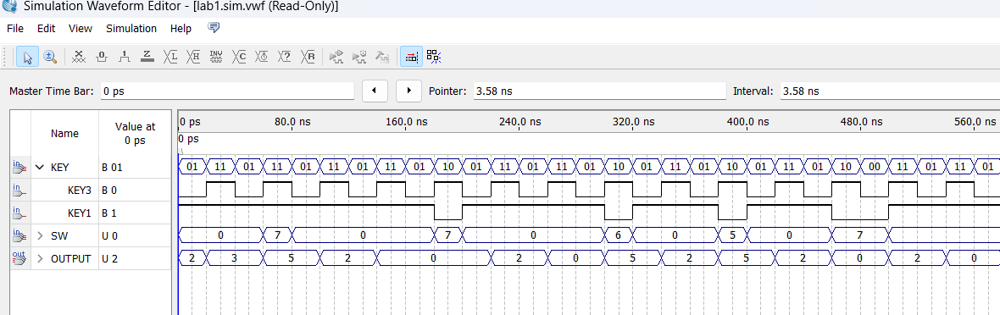 Simulation Waveform Editor - [lab1.sim.vwf (Read-Only)]
File Edit View Simulation Help
INV
Master Time Bar: 0 ps Pointer: 3.58 ns Interval: 3.58 ns
Name Value at 0 ps 0 ps 80.0 ns 160.0 ns 240.0 ns 320.0 ns 400.0 ns 480.0 ns 560.0 ns
0 ps
in KEY B 01 01 11 01 11 01 11 01 11 01 10 01 11 01 11 01 10 01 11 01 10 01 11 01 10 00 11 01 11 01
in KEY3 B 0
in KEY1 B 1
in SW U 0 0 7 0 7 0 6 0 5 0 7
out OUTPUT U 2 2 3 5 2 0 2 0 5 2 5 2 0 2 0